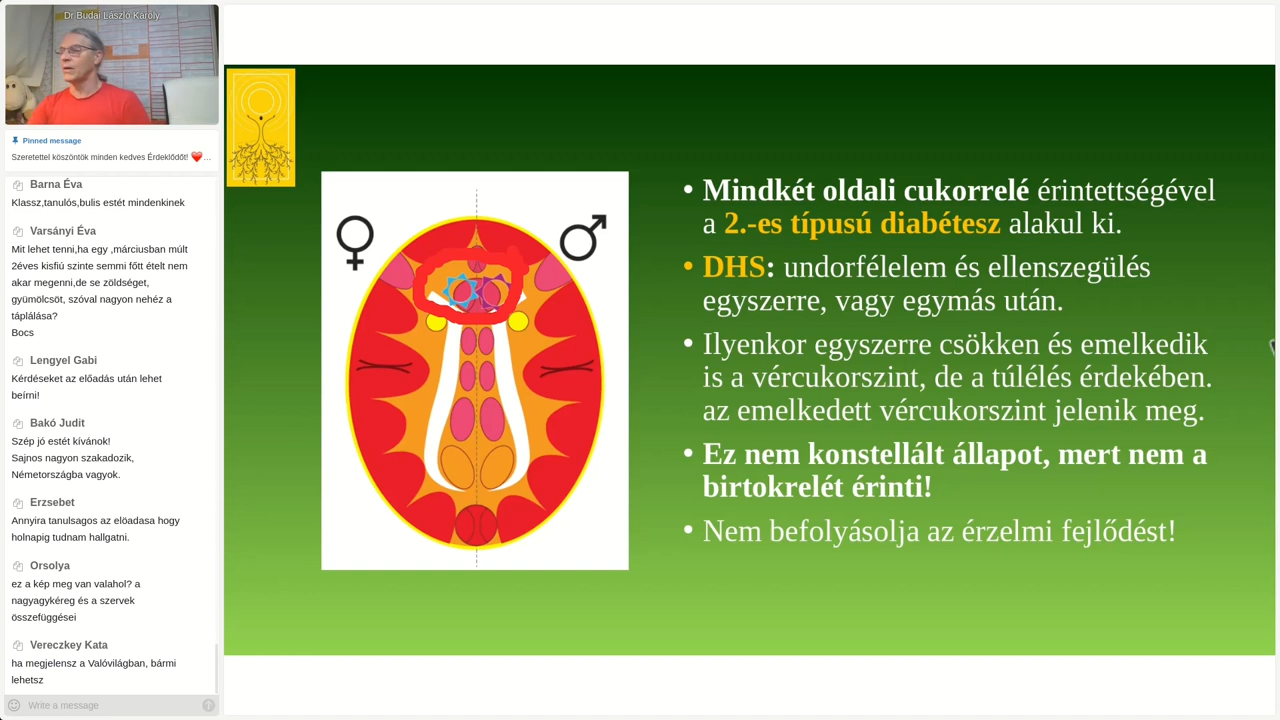 Dr Budai László Károly
Pinned message
Szeretettel köszöntök minden kedves Érdeklődőt! ❤️...
Barna Éva
Klassz,tanulós,bulis estét mindenkinek
Varsányi Éva
Mit lehet tenni,ha egy ,márciusban múlt
2éves kisfiú szinte semmi főtt ételt nem
akar megenni,de se zöldséget,
gyümölcsöt, szóval nagyon nehéz a
táplálása?
Bocs
Lengyel Gabi
Kérdéseket az előadás után lehet
beírni!
Bakó Judit
Szép jó estét kívánok!
Sajnos nagyon szakadozik,
Németországba vagyok.
Erzsebet
Annyira tanulsagos az elöadasa hogy
holnapig tudnam hallgatni.
Orsolya
ez a kép meg van valahol? a
nagyagykéreg és a szervek
összefüggései
Vereczkey Kata
ha megjelensz a Valóvilágban, bármi
lehetsz
Write a message
• Mindkét oldali cukorrelé érintettségével
a 2.-es típusú diabétesz alakul ki.
• DHS: undorfélelem és ellenszegülés
egyszerre, vagy egymás után.
• Ilyenkor egyszerre csökken és emelkedik
is a vércukorszint, de a túlélés érdekében.
az emelkedett vércukorszint jelenik meg.
• Ez nem konstellált állapot, mert nem a
birtokrelét érinti!
• Nem befolyásolja az érzelmi fejlődést!